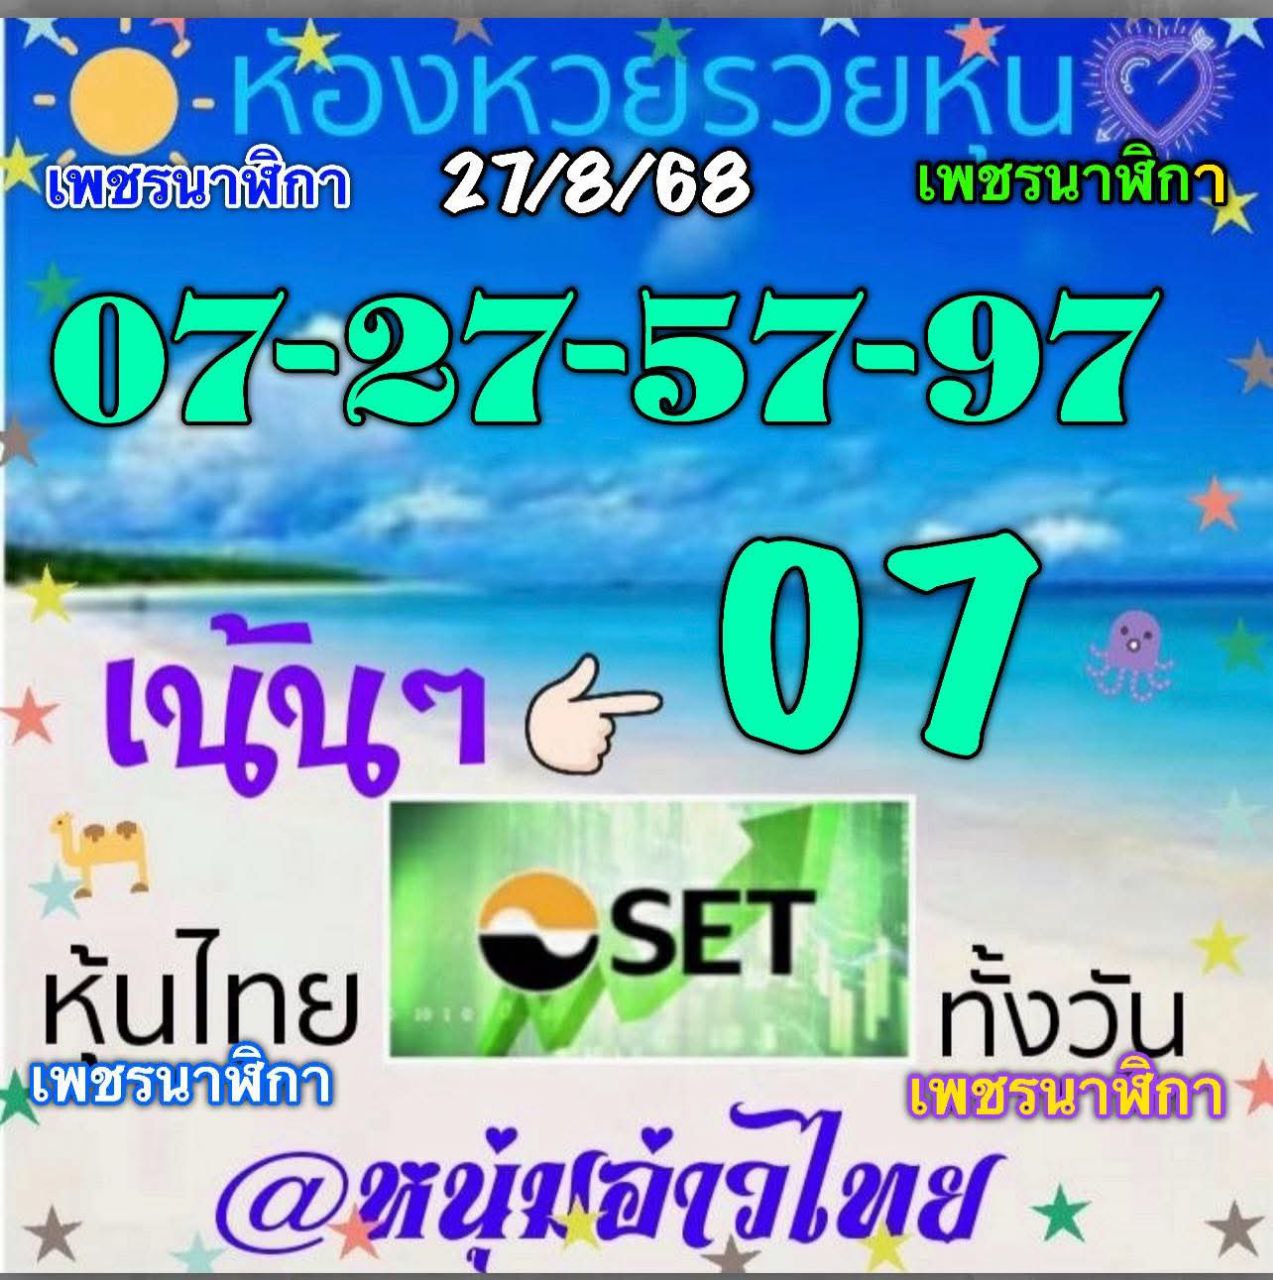 ห้องหวยรวยหุ้น
เพชรนาฬิกา 27/8/68 เพชรนาฬิกา
07-27-57-97
เน้นๆ 07
SET
หุ้นไทย ทั้งวัน
เพชรนาฬิกา เพชรนาฬิกา
@หนุ่มอ่าวไทย